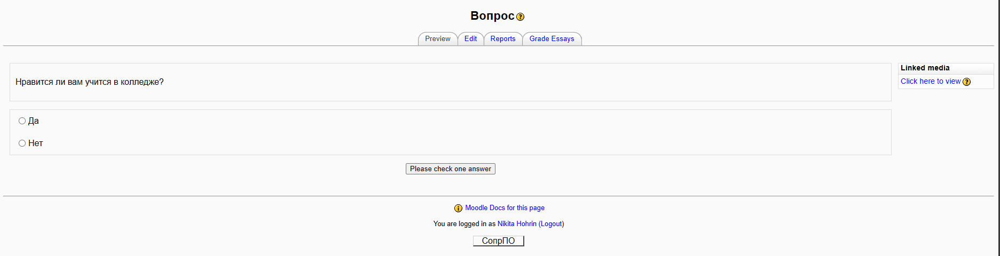 Вопрос
Preview Edit Reports Grade Essays
Нравится ли вам учится в колледже?
Linked media
Click here to view
Да
Нет
Please check one answer
Moodle Docs for this page
You are logged in as Nikita Hohrin (Logout)
СопрПО